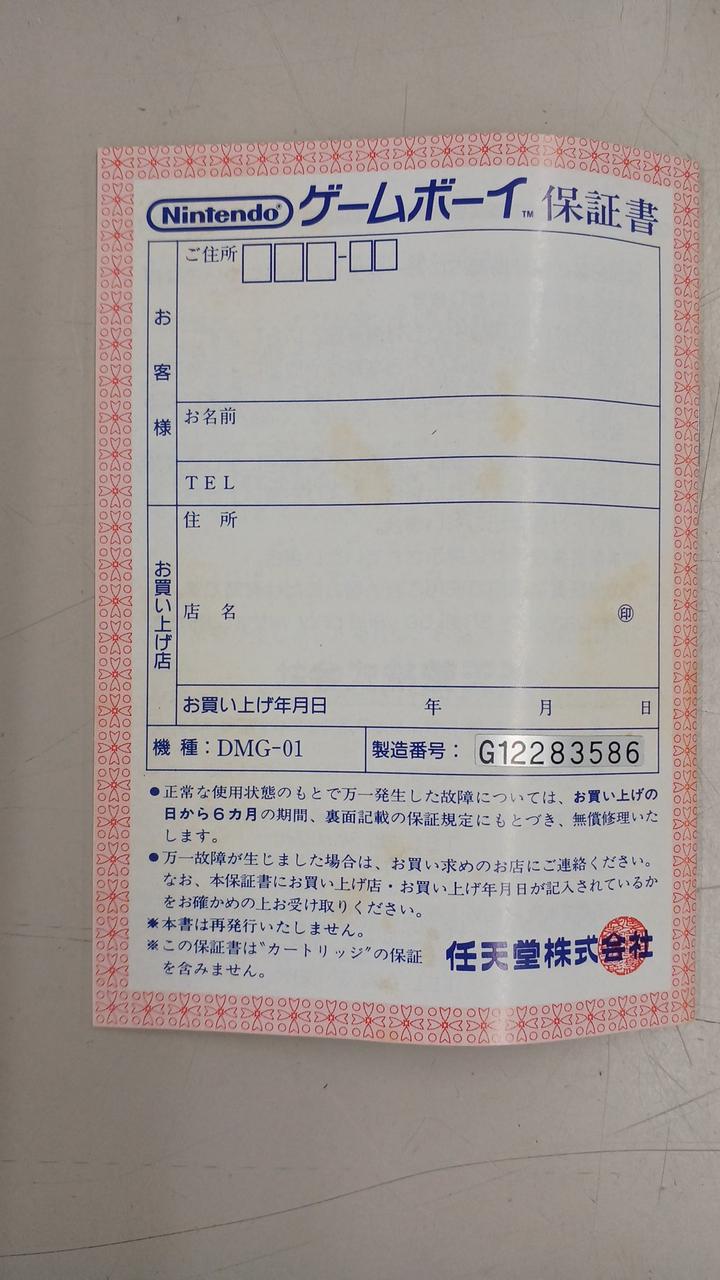 Nintendo® ゲームボーイ™ 保証書
お客様
ご住所 □□□-□□
お名前
TEL
お買い上げ店
住 所
店 名 ㊞
お買い上げ年月日 年 月 日
機 種：DMG-01 製造番号： G12283586
●正常な使用状態のもとで万一発生した故障については、お買い上げの
日から6カ月の期間、裏面記載の保証規定にもとづき、無償修理いた
します。
●万一故障が生じました場合は、お買い求めのお店にご連絡ください。
なお、本保証書にお買い上げ店・お買い上げ年月日が記入されているか
をお確かめの上お受け取りください。
※本書は再発行いたしません。
※この保証書は〝カートリッジ〟の保証
を含みません。
任天堂株式会社